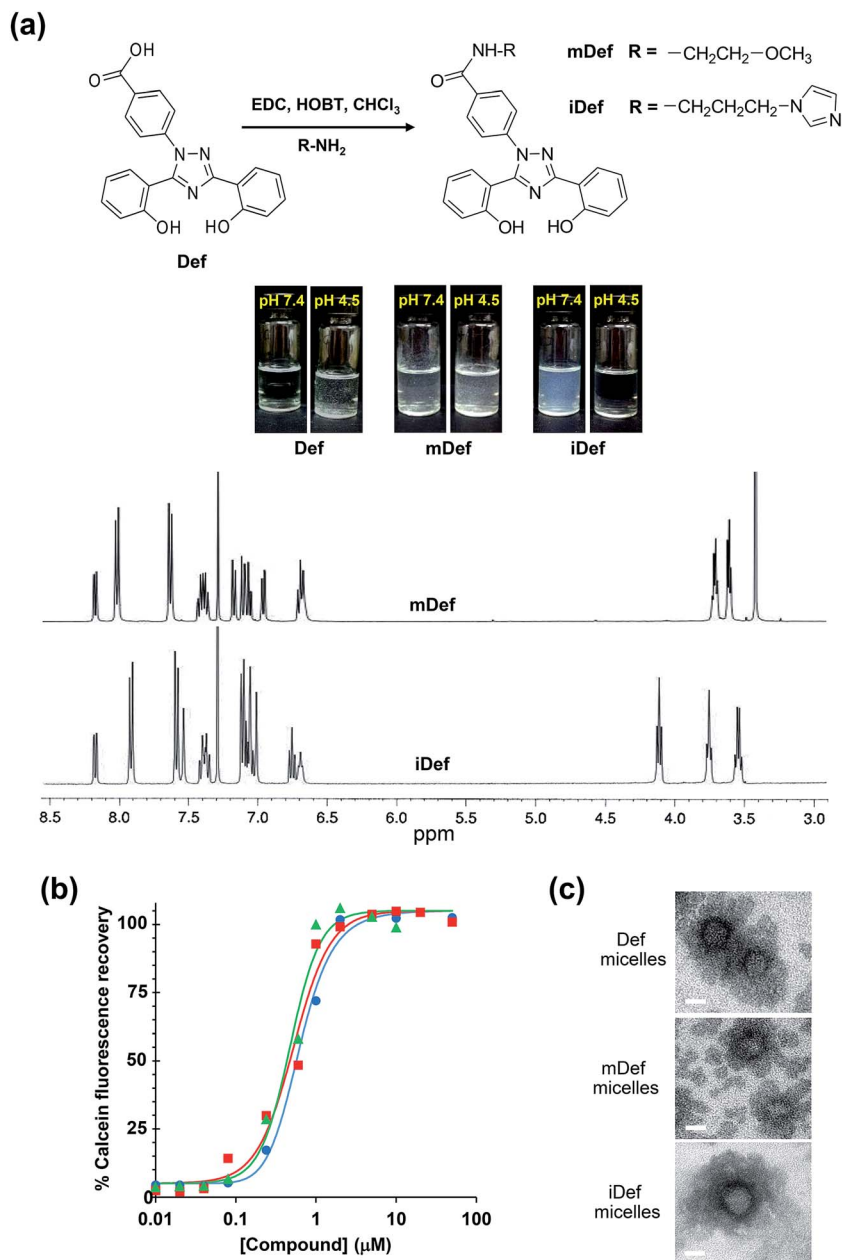 (a)
O
OH
N
N
N
OH
HO
Def
EDC, HOBT, CHCl₃
R-NH₂
NH-R
O
N
N
N
OH
HO
mDef R = –CH₂CH₂–OCH₃
iDef R = –CH₂CH₂CH₂–N N
pH 7.4 pH 4.5 pH 7.4 pH 4.5 pH 7.4 pH 4.5
Def mDef iDef
mDef
iDef
8.5 8.0 7.5 7.0 6.5 6.0 5.5 5.0 4.5 4.0 3.5 3.0
ppm
(b)
% Calcein fluorescence recovery
100
75
50
25
0
0.01 0.1 1 10 100
[Compound] (μM)
(c)
Def
micelles
mDef
micelles
iDef
micelles